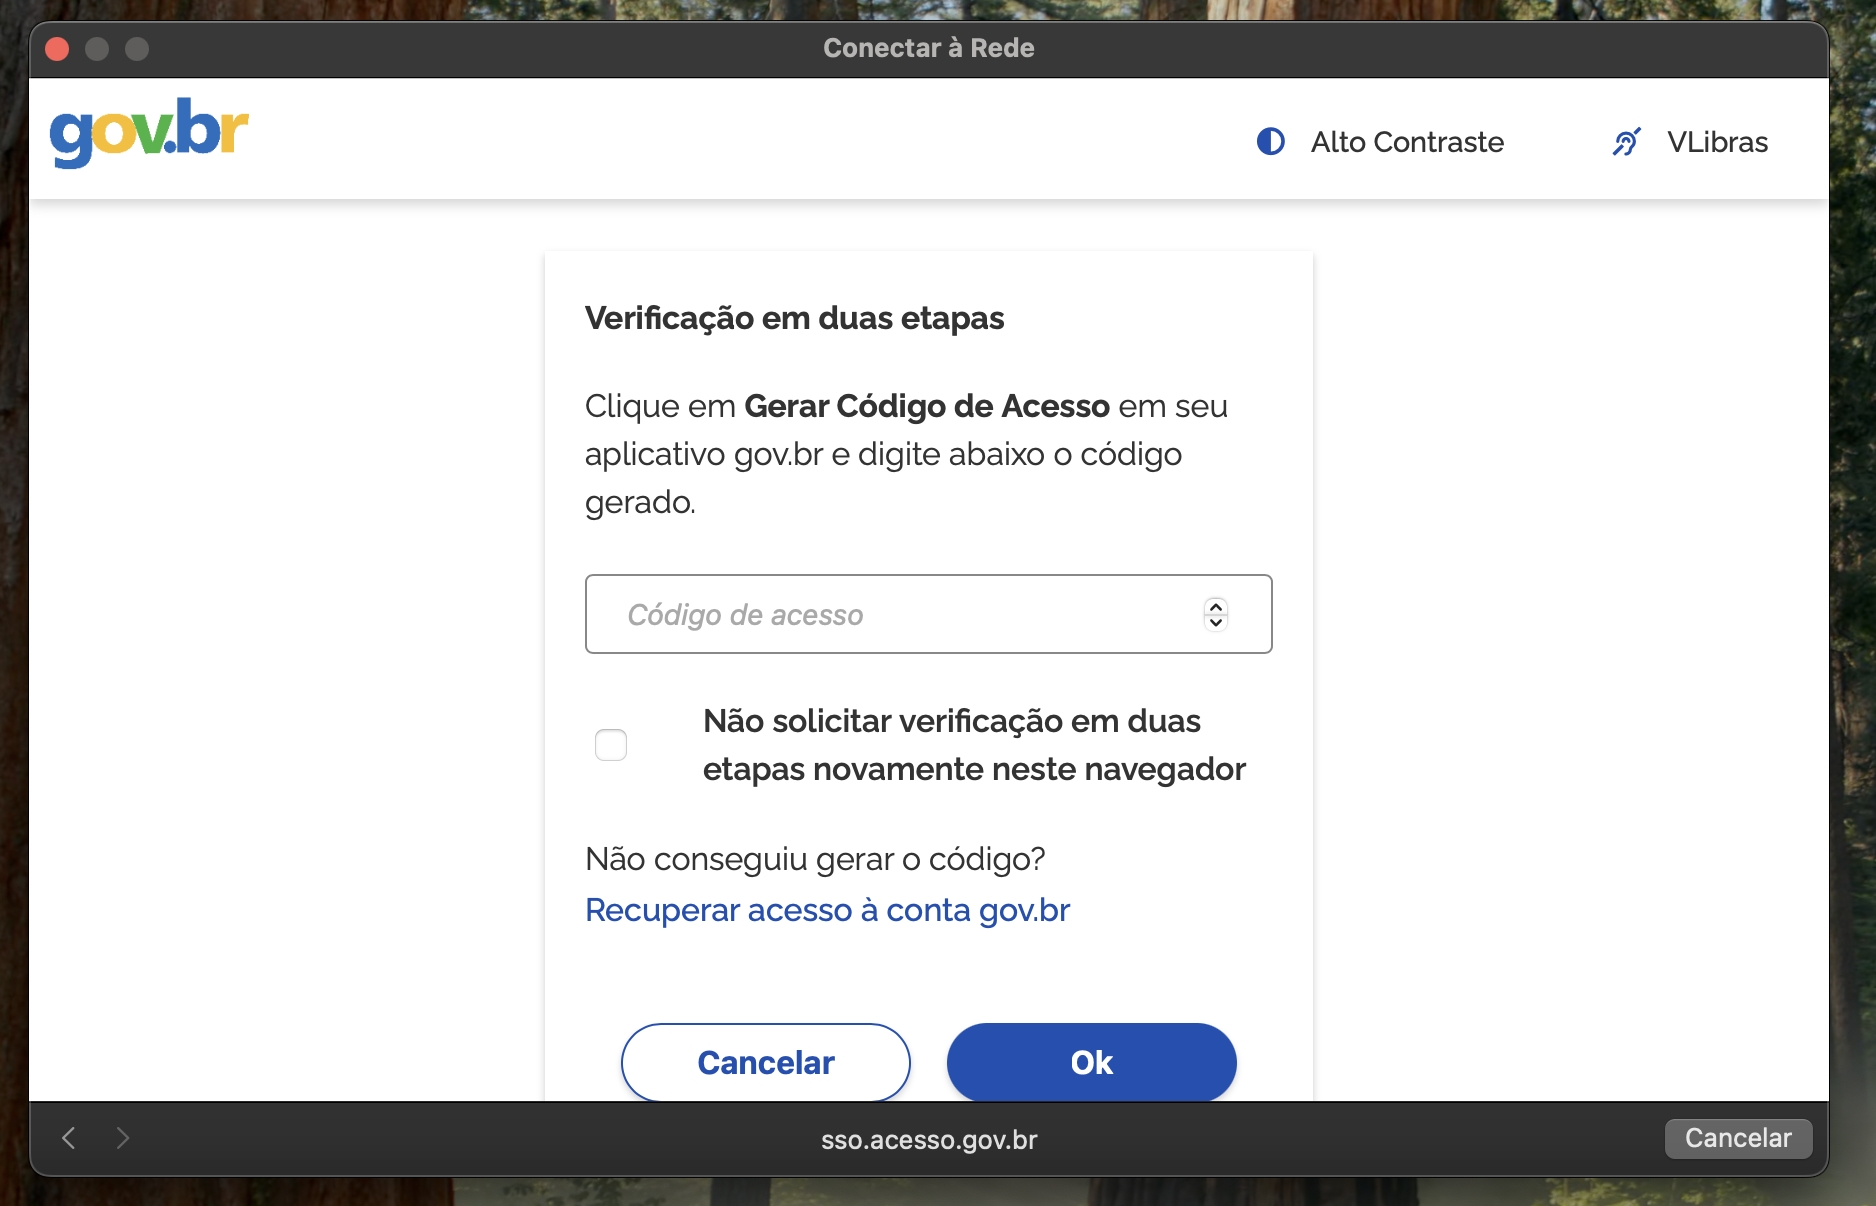 Conectar à Rede
gov.br
Alto Contraste
VLibras
Verificação em duas etapas
Clique em Gerar Código de Acesso em seu
aplicativo gov.br e digite abaixo o código
gerado.
Código de acesso
Não solicitar verificação em duas
etapas novamente neste navegador
Não conseguiu gerar o código?
Recuperar acesso à conta gov.br
Cancelar
Ok
sso.acesso.gov.br
Cancelar